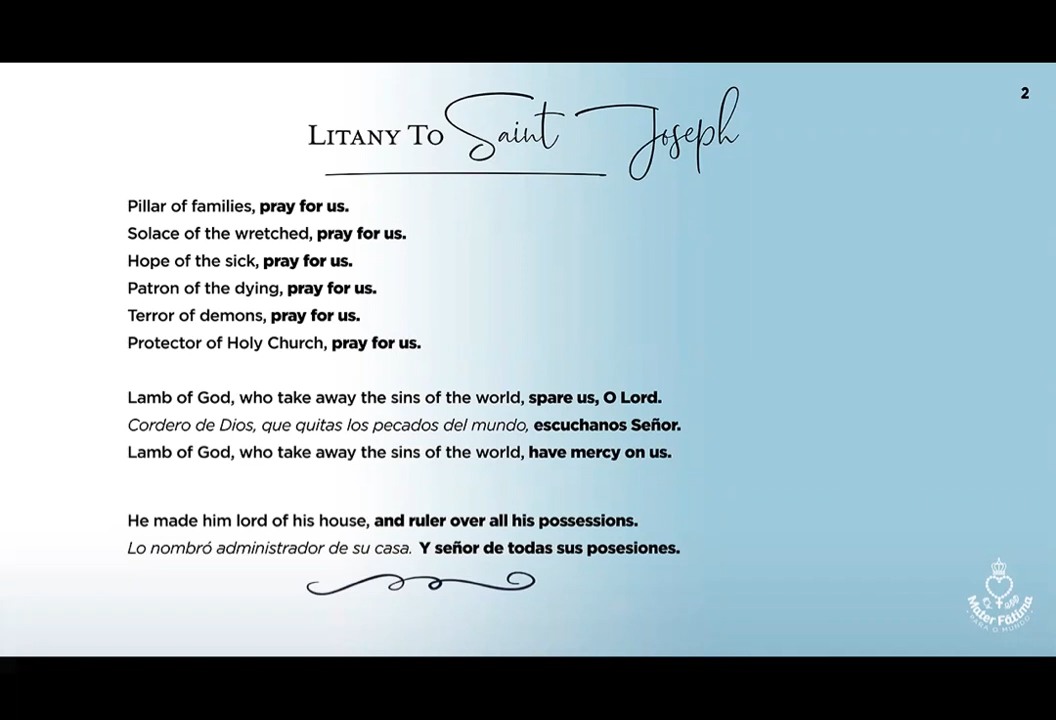 2
LITANY TO Saint Joseph
Pillar of families, pray for us.
Solace of the wretched, pray for us.
Hope of the sick, pray for us.
Patron of the dying, pray for us.
Terror of demons, pray for us.
Protector of Holy Church, pray for us.
Lamb of God, who take away the sins of the world, spare us, O Lord.
Cordero de Dios, que quitas los pecados del mundo, escuchanos Señor.
Lamb of God, who take away the sins of the world, have mercy on us.
He made him lord of his house, and ruler over all his possessions.
Lo nombró administrador de su casa. Y señor de todas sus posesiones.
Mater Fátima
PARA O MUNDO